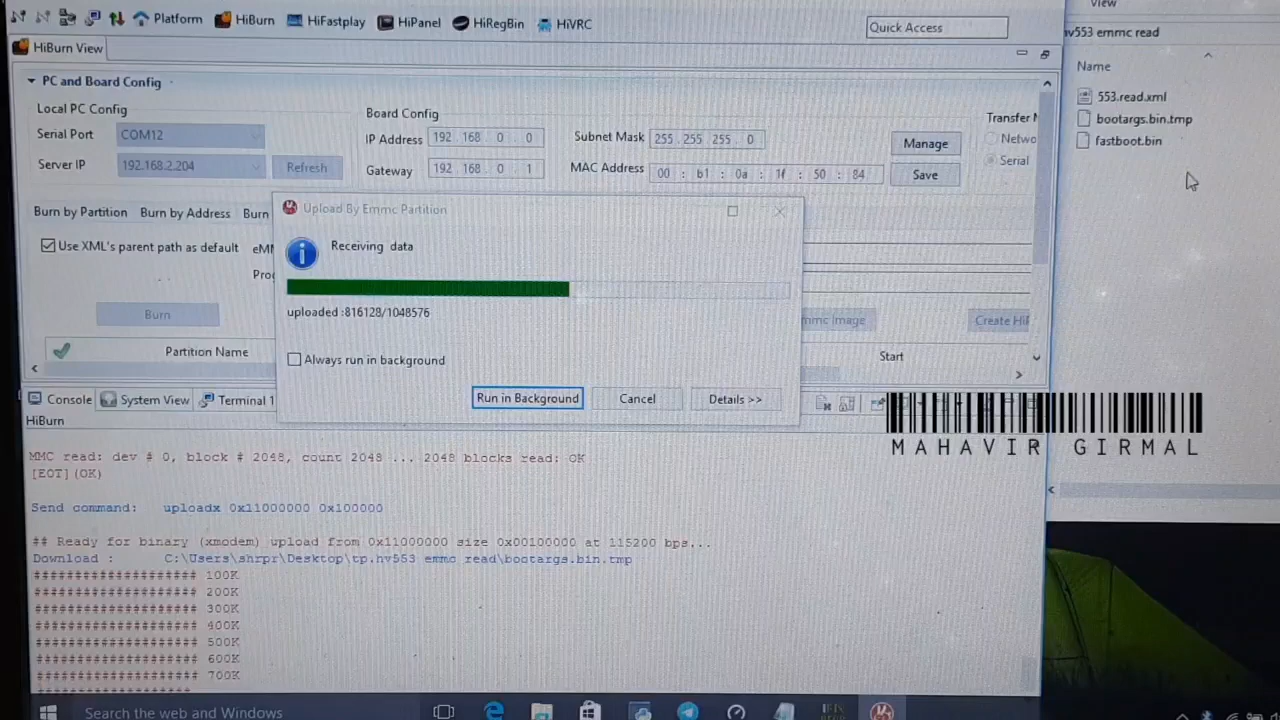 Platform HiBurn HiFastplay HiPanel HiRegBin HiVRC
Quick Access
View
HiBurn View
hv553 emmc read
Name
PC and Board Config
Local PC Config
Board Config
Transfer M
553.read.xml
bootargs.bin.tmp
fastboot.bin
Serial Port COM12
IP Address 192 . 168 . 0 . 0
Subnet Mask 255 . 255 . 255 . 0
Manage
Netwo
Server IP 192.168.2.204 Refresh
Gateway 192 . 168 . 0 . 1
MAC Address 00 : b1 : 0a : 1f : 50 : 84
Save
Serial
Burn by Partition Burn by Address Burn
Upload By Emmc Partition
Use XML's parent path as default
Receiving data
Burn
uploaded :816128/1048576
mmc Image
Create HiF
Partition Name
Always run in background
Start
Run in Background Cancel Details >>
Console System View Terminal 1
HiBurn
MAHAVIR GIRMAL
MMC read: dev # 0, block # 2048, count 2048 ... 2048 blocks read: OK
[EOT](OK)
Send command: uploadx 0x11000000 0x100000
## Ready for binary (xmodem) upload from 0x11000000 size 0x00100000 at 115200 bps...
Download : C:\Users\shrpr\Desktop\tp.hv553 emmc read\bootargs.bin.tmp
#################### 100K
#################### 200K
#################### 300K
#################### 400K
#################### 500K
#################### 600K
#################### 700K
###################
Search the web and Windows